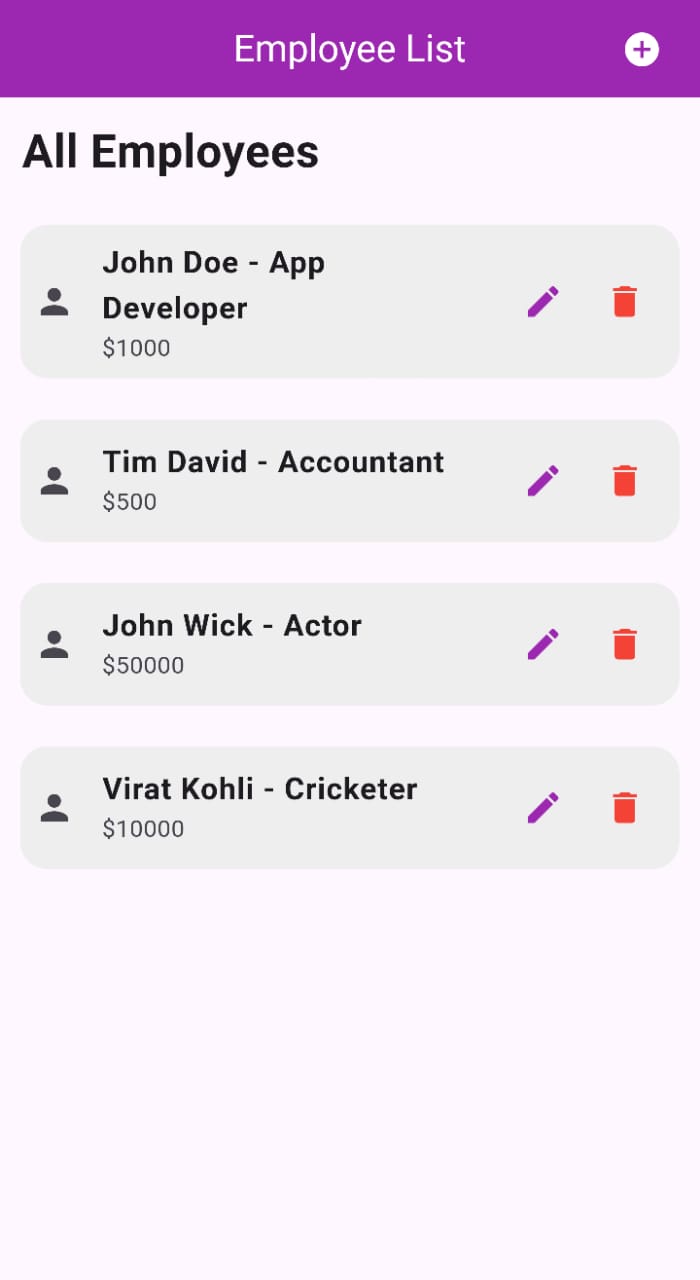 Employee List
All Employees
John Doe - App
Developer
$1000
Tim David - Accountant
$500
John Wick - Actor
$50000
Virat Kohli - Cricketer
$10000